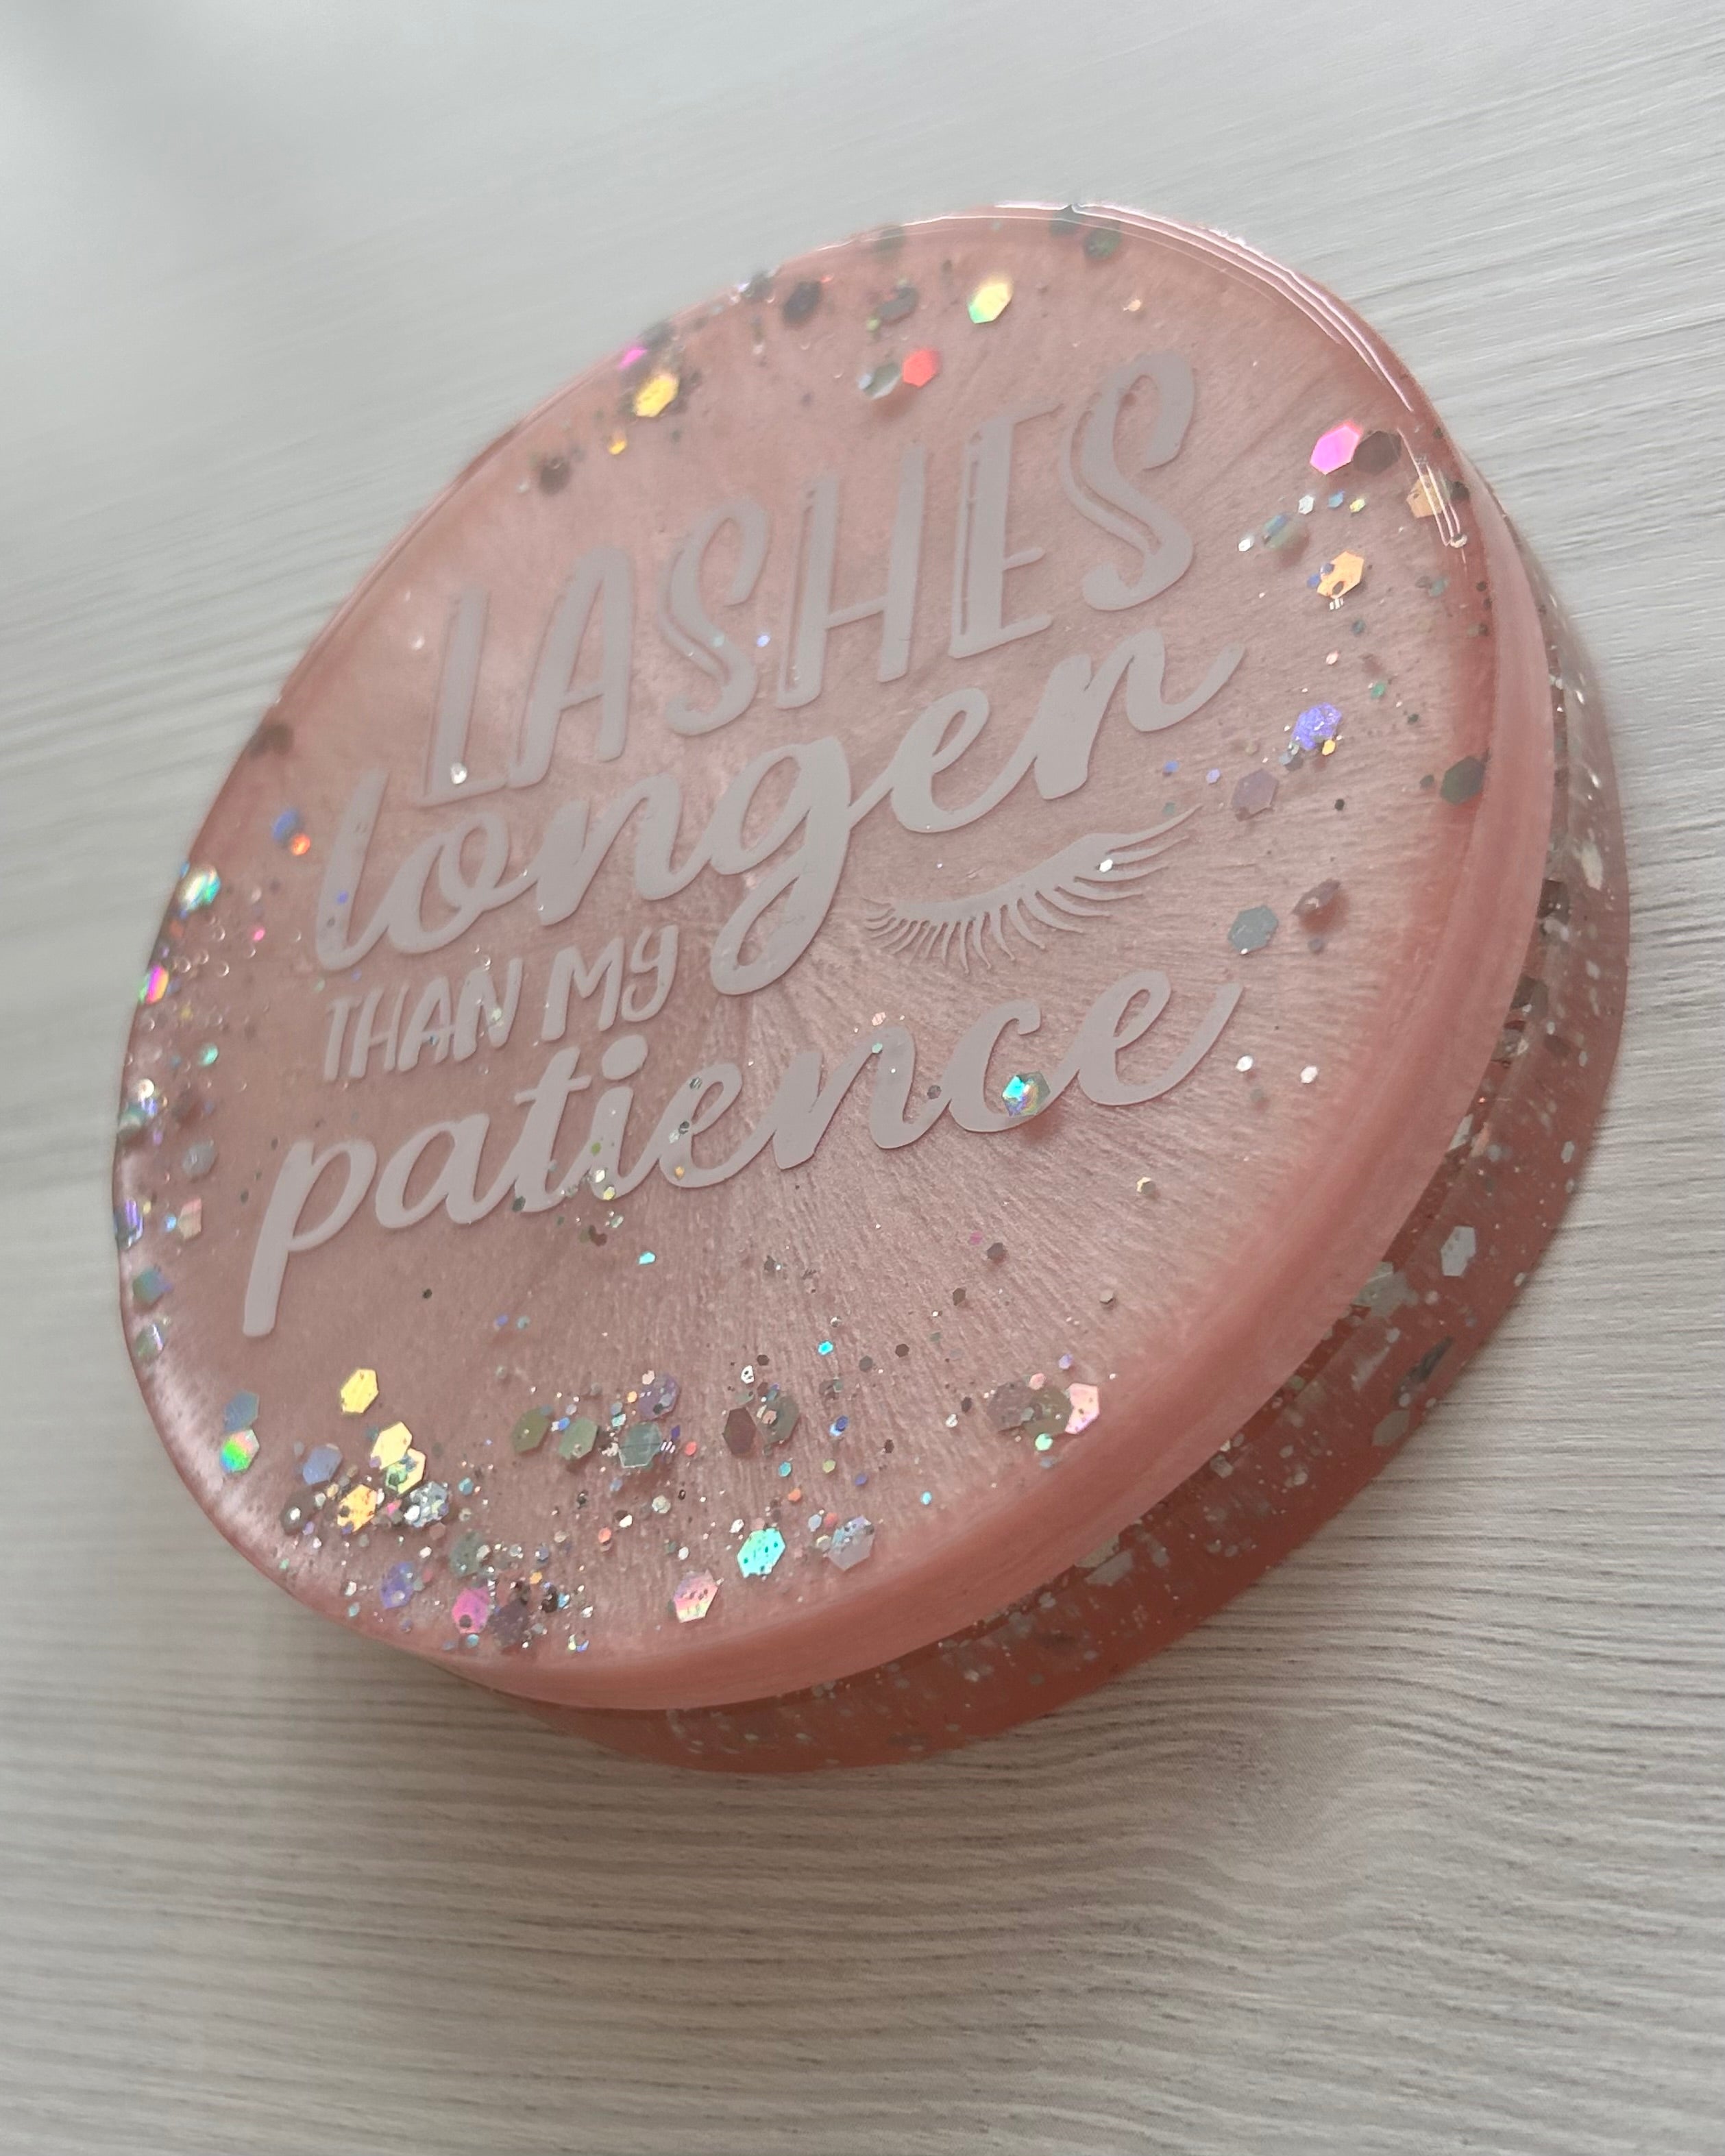 LASHES
longer
THAN My
patience